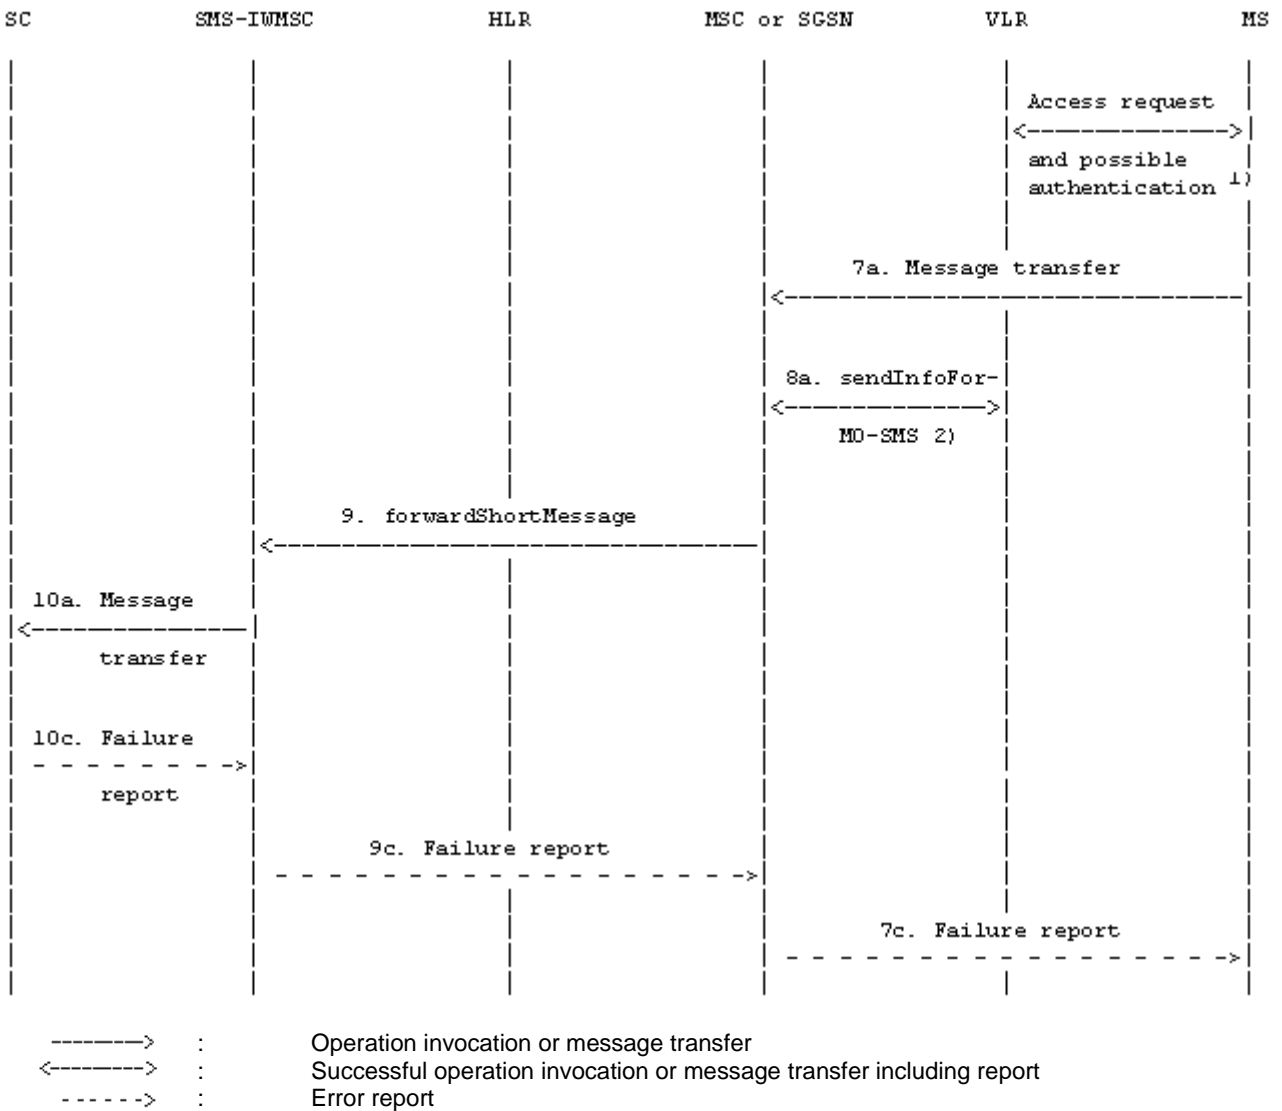 SC SMS-IWMSC HLR MSC or SGSN VLR MS
Access request
and possible
authentication 1)
7a. Message transfer
8a. sendInfoFor-
MO-SMS 2)
9. forwardShortMessage
10a. Message
transfer
10c. Failure
report
9c. Failure report
7c. Failure report
: Operation invocation or message transfer
: Successful operation invocation or message transfer including report
: Error report